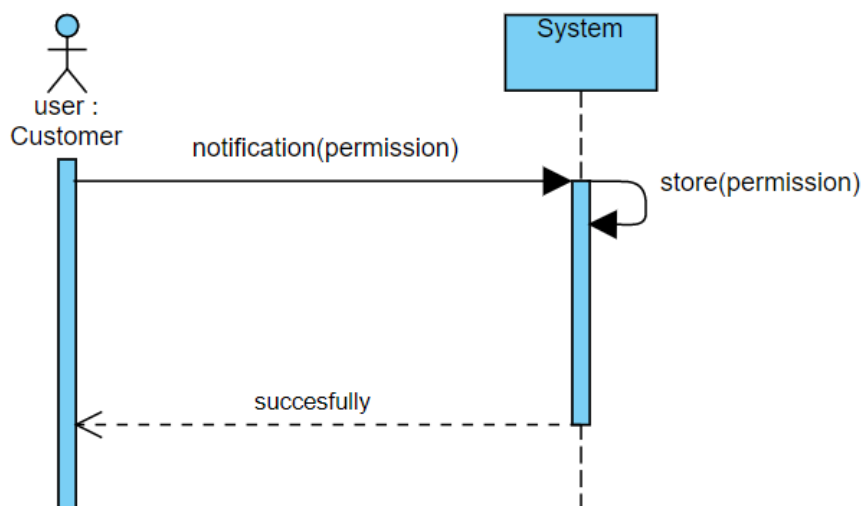 System
user :
Customer
notification(permission)
store(permission)
succesfully